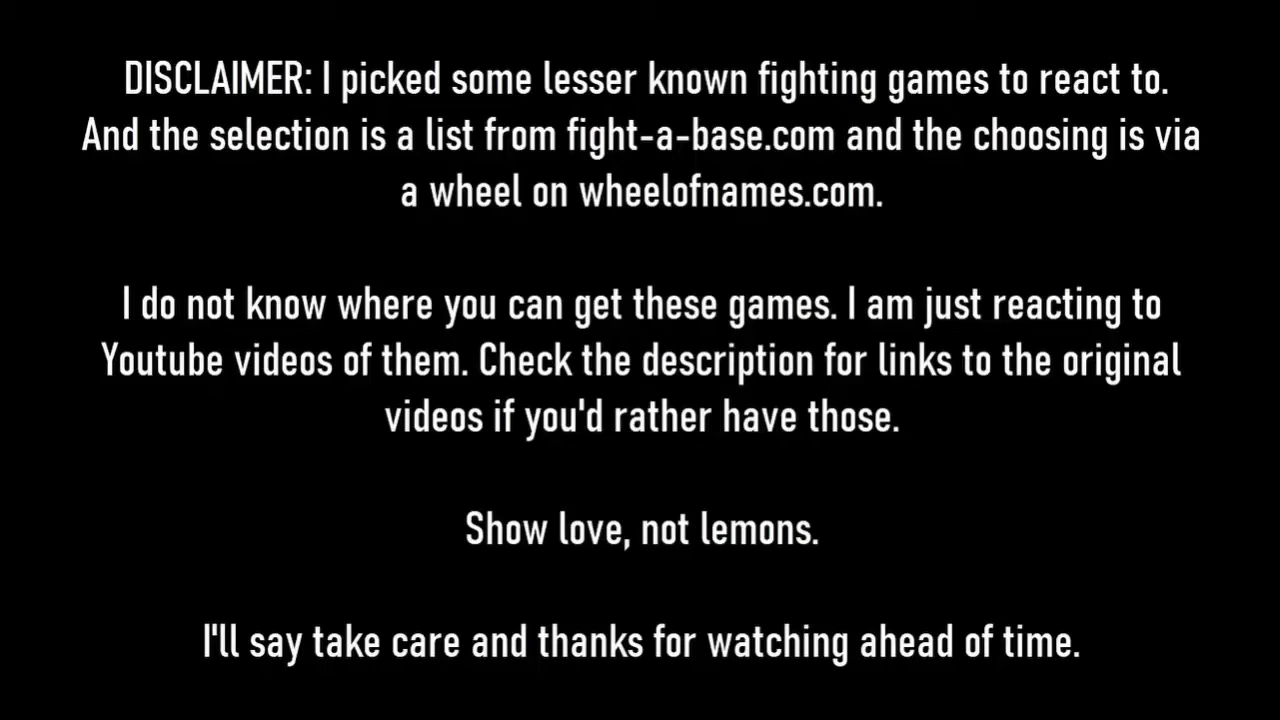 DISCLAIMER: I picked some lesser known fighting games to react to.
And the selection is a list from fight-a-base.com and the choosing is via
a wheel on wheelofnames.com.
I do not know where you can get these games. I am just reacting to
Youtube videos of them. Check the description for links to the original
videos if you'd rather have those.
Show love, not lemons.
I'll say take care and thanks for watching ahead of time.